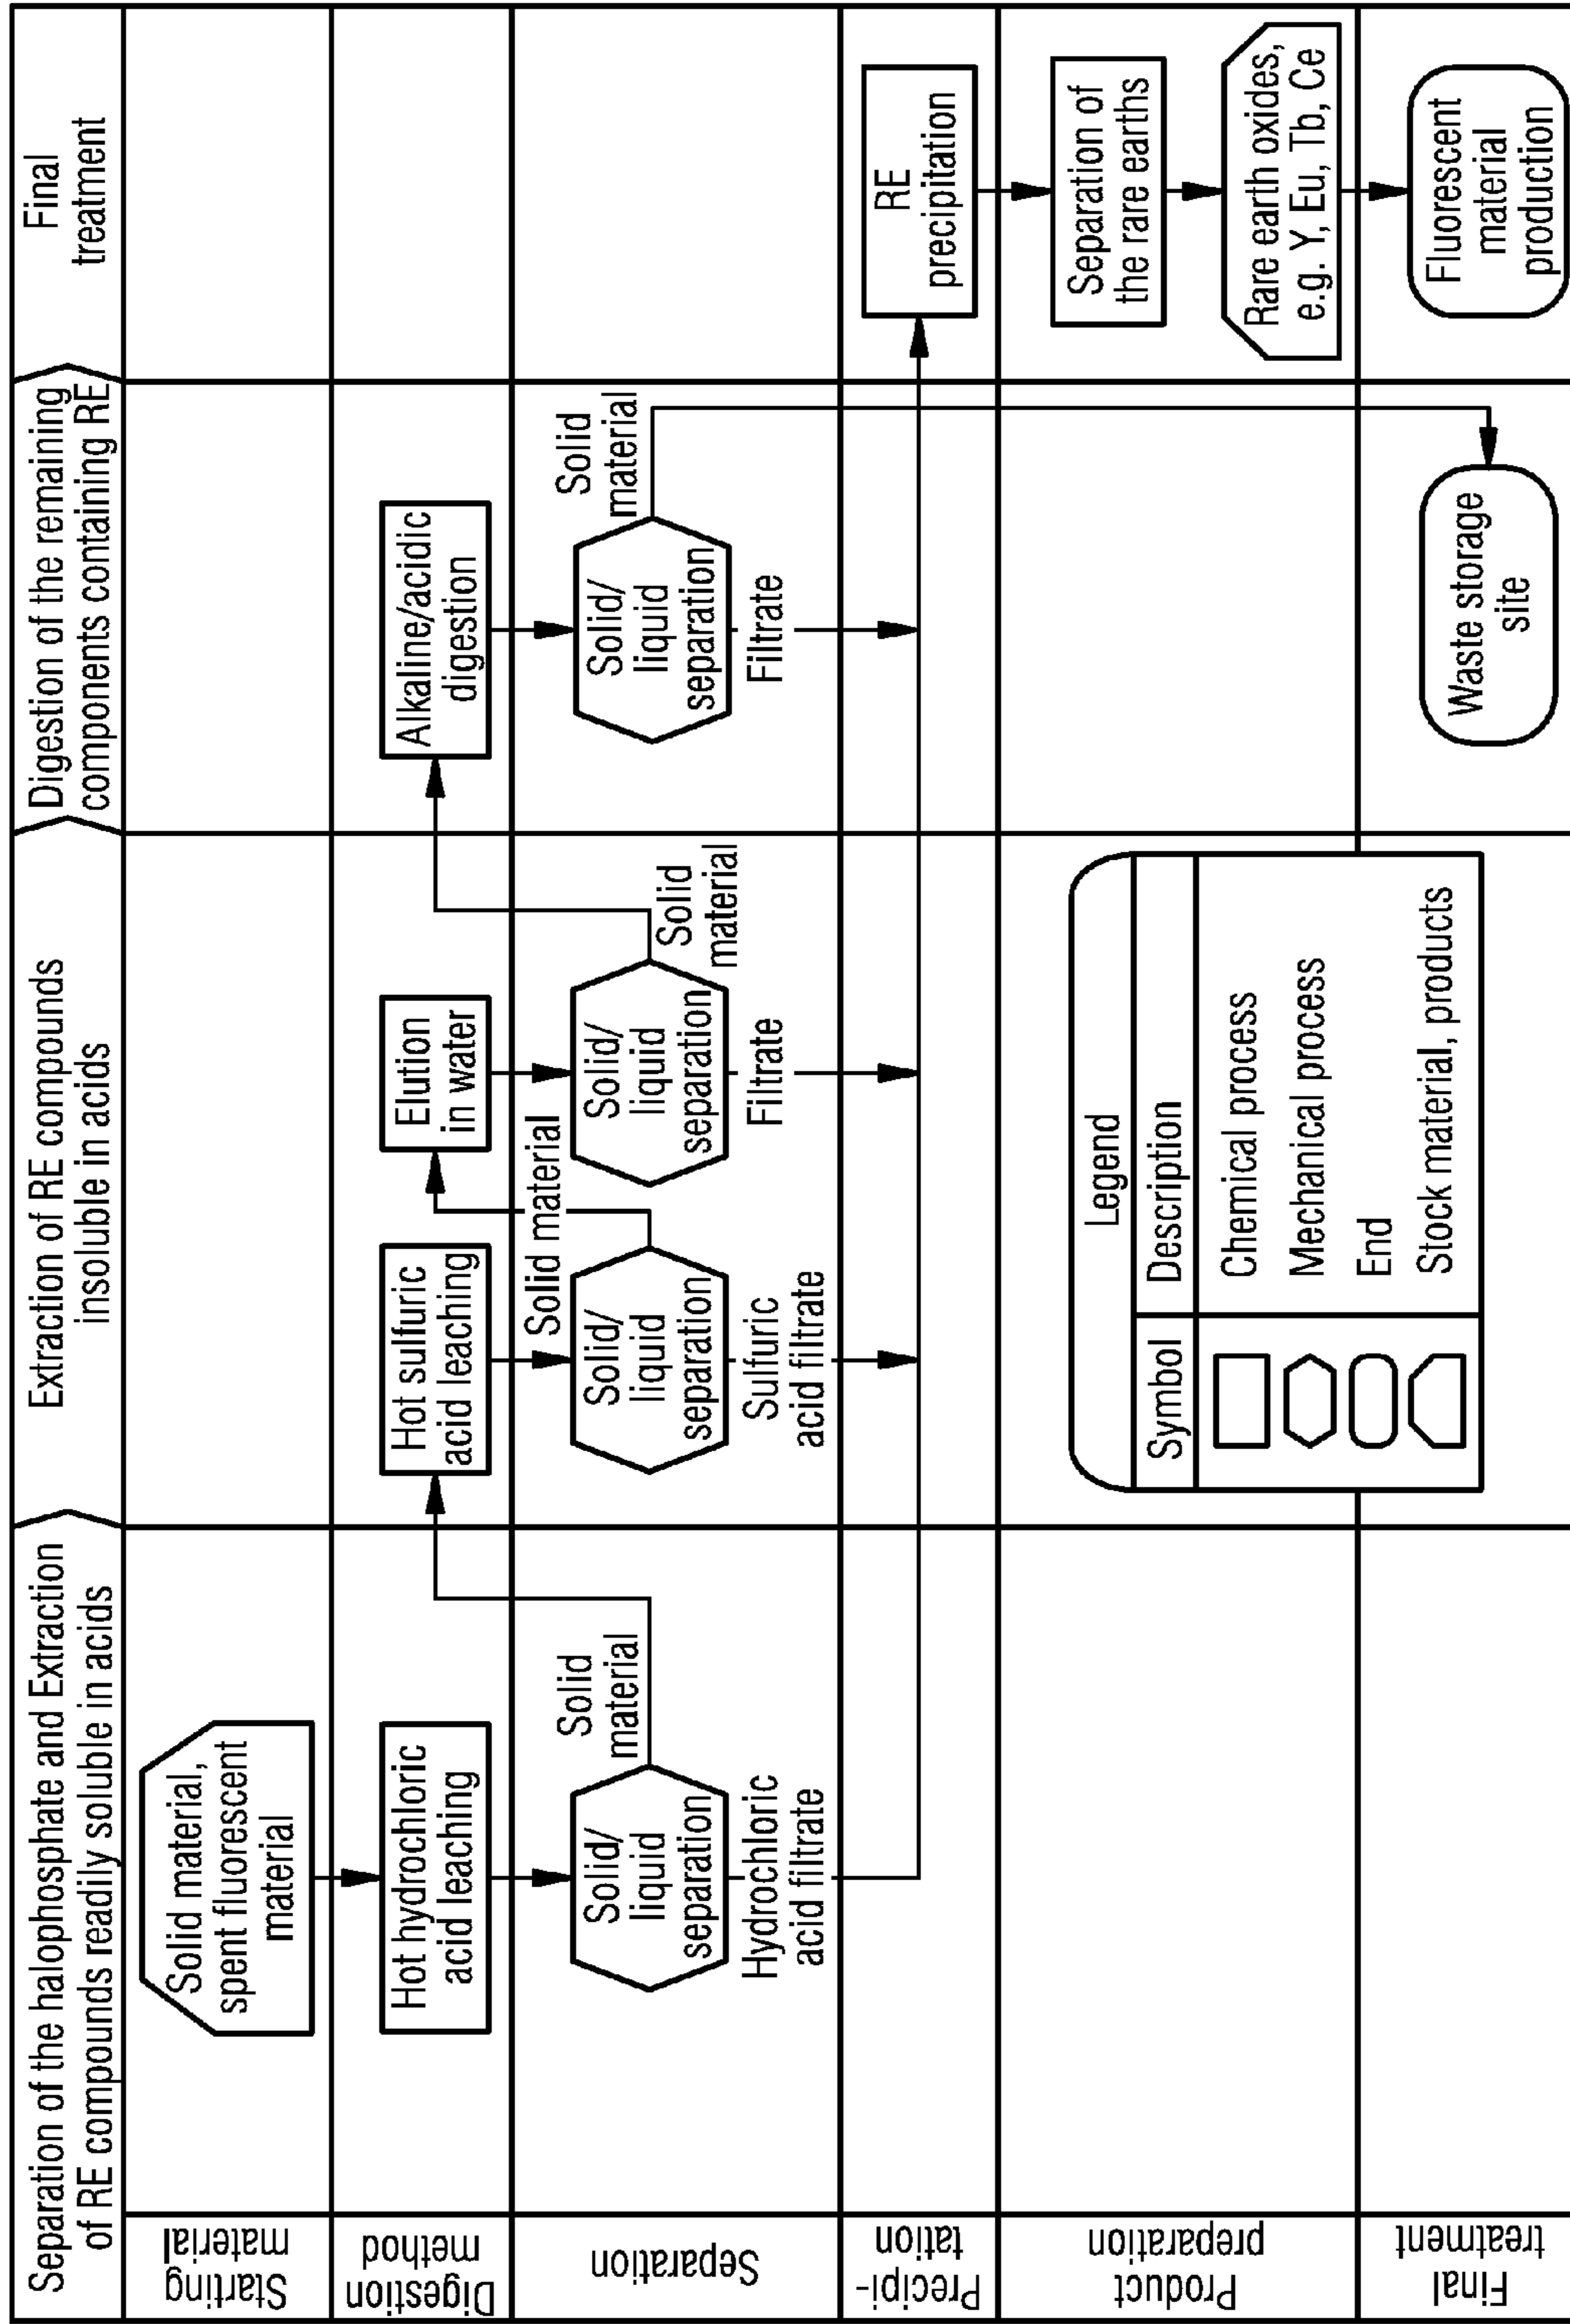 Separation of the halophosphate and Extraction
of RE compounds readily soluble in acids
Extraction of RE compounds
insoluble in acids
Digestion of the remaining
components containing RE
Final
treatment
Starting
material
Solid material,
spent fluorescent
material
Digestion
method
Hot hydrochloric
acid leaching
Hot sulfuric
acid leaching
Elution
in water
Alkaline/acidic
digestion
Separation
Solid/
liquid
separation
Solid
material
Hydrochloric
acid filtrate
Solid/
liquid
separation
Solid material
Sulfuric
acid filtrate
Solid/
liquid
separation
Solid
material
Filtrate
Solid/
liquid
separation
Solid
material
Filtrate
Precipi-
tation
RE
precipitation
Product
preparation
Separation of
the rare earths
Rare earth oxides,
e.g. Y, Eu, Tb, Ce
Legend
Symbol
Description
Chemical process
Mechanical process
End
Stock material, products
Final
treatment
Waste storage
site
Fluorescent
material
production